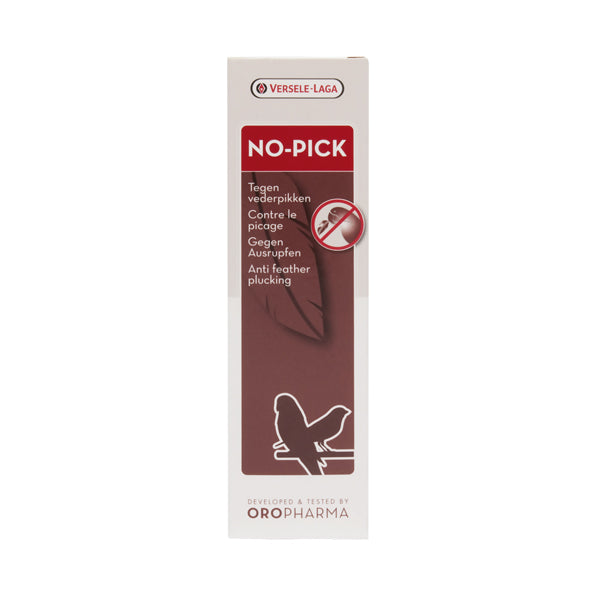 VERSELE-LAGA
NO-PICK
Tegen
vederpikken
Contre le
picage
Gegen
Ausrupfen
Anti feather
plucking
DEVELOPED & TESTED BY
OROPHARMA